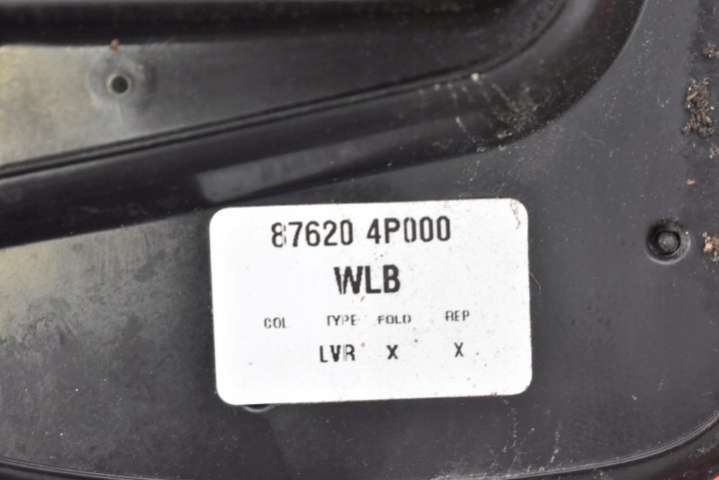 87620 4P000
WLB
COL TYPE FOLD REP
LVR X X